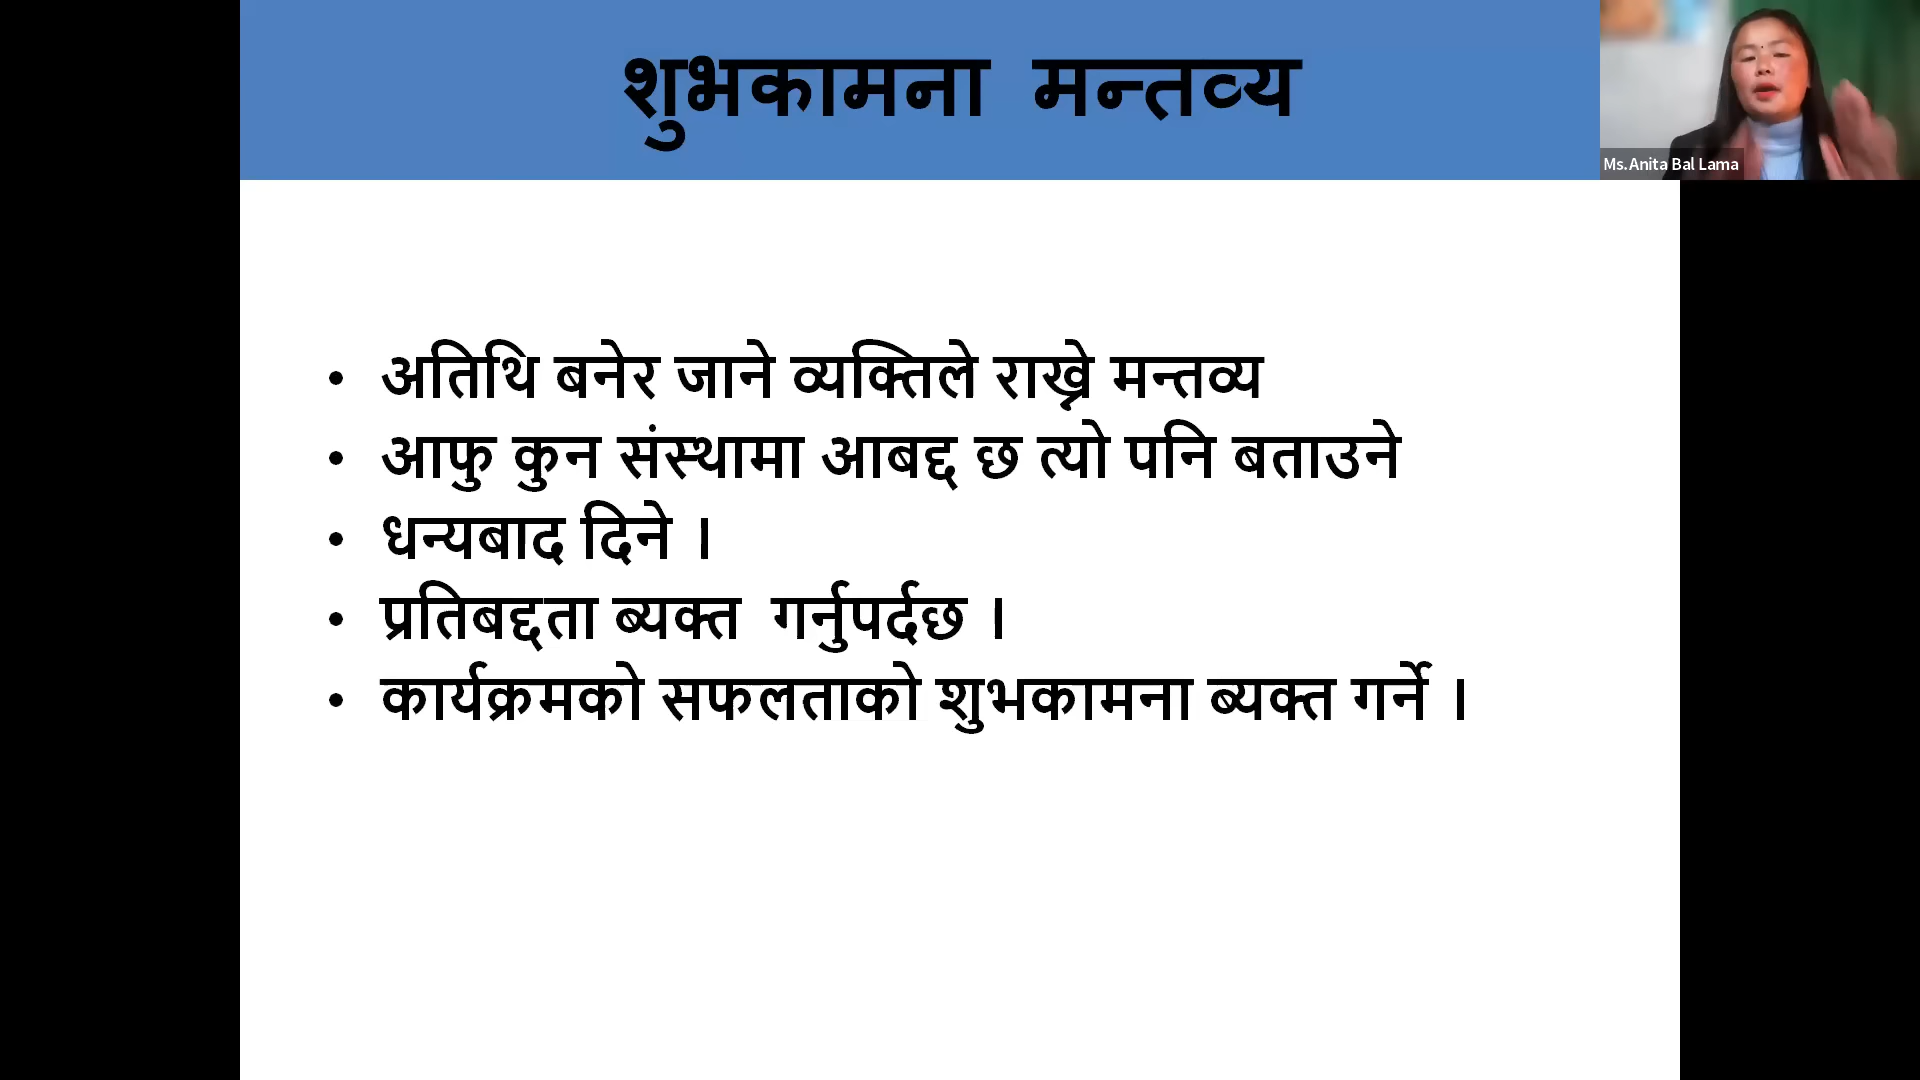 शुभकामना मन्तव्य
Ms.Anita Bal Lama
• अतिथि बनेर जाने व्यक्तिले राख्ने मन्तव्य
• आफु कुन संस्थामा आबद्द छ त्यो पनि बताउने
• धन्यबाद दिने ।
• प्रतिबद्दता ब्यक्त गर्नुपर्दछ ।
• कार्यक्रमको सफलताको शुभकामना ब्यक्त गर्ने ।